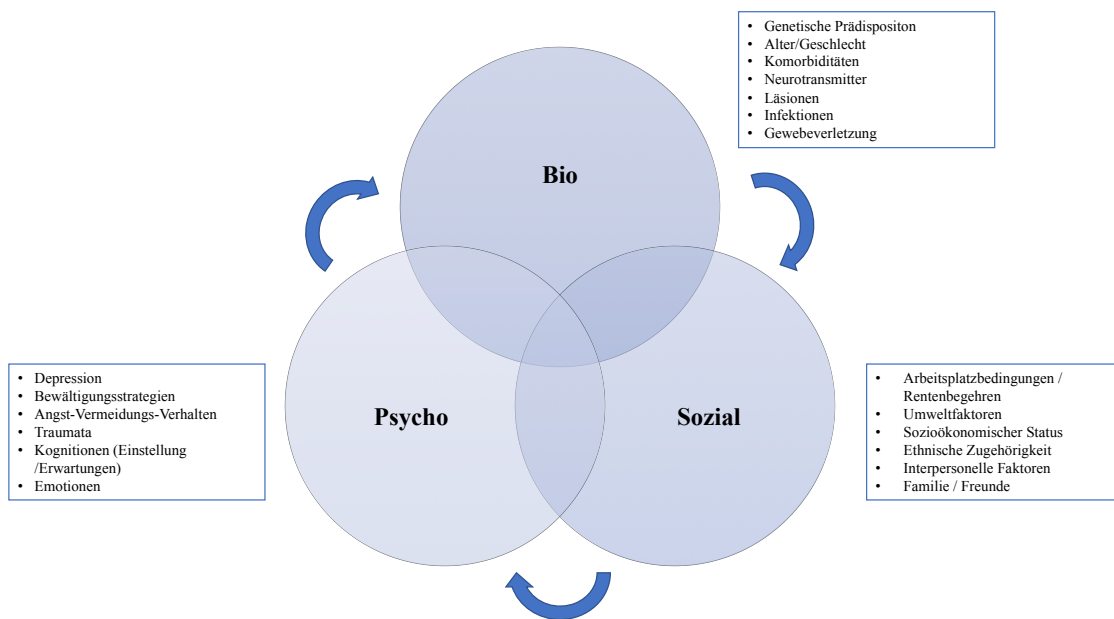 • Genetische Prädispositon
• Alter/Geschlecht
• Komorbiditäten
• Neurotransmitter
• Läsionen
• Infektionen
• Gewebeverletzung
Bio
• Depression
• Bewältigungsstrategien
• Angst-Vermeidungs-Verhalten
• Traumata
• Kognitionen (Einstellung
/Erwartungen)
• Emotionen
Psycho
Sozial
• Arbeitsplatzbedingungen /
Rentenbegehren
• Umweltfaktoren
• Sozioökonomischer Status
• Ethnische Zugehörigkeit
• Interpersonelle Faktoren
• Familie / Freunde